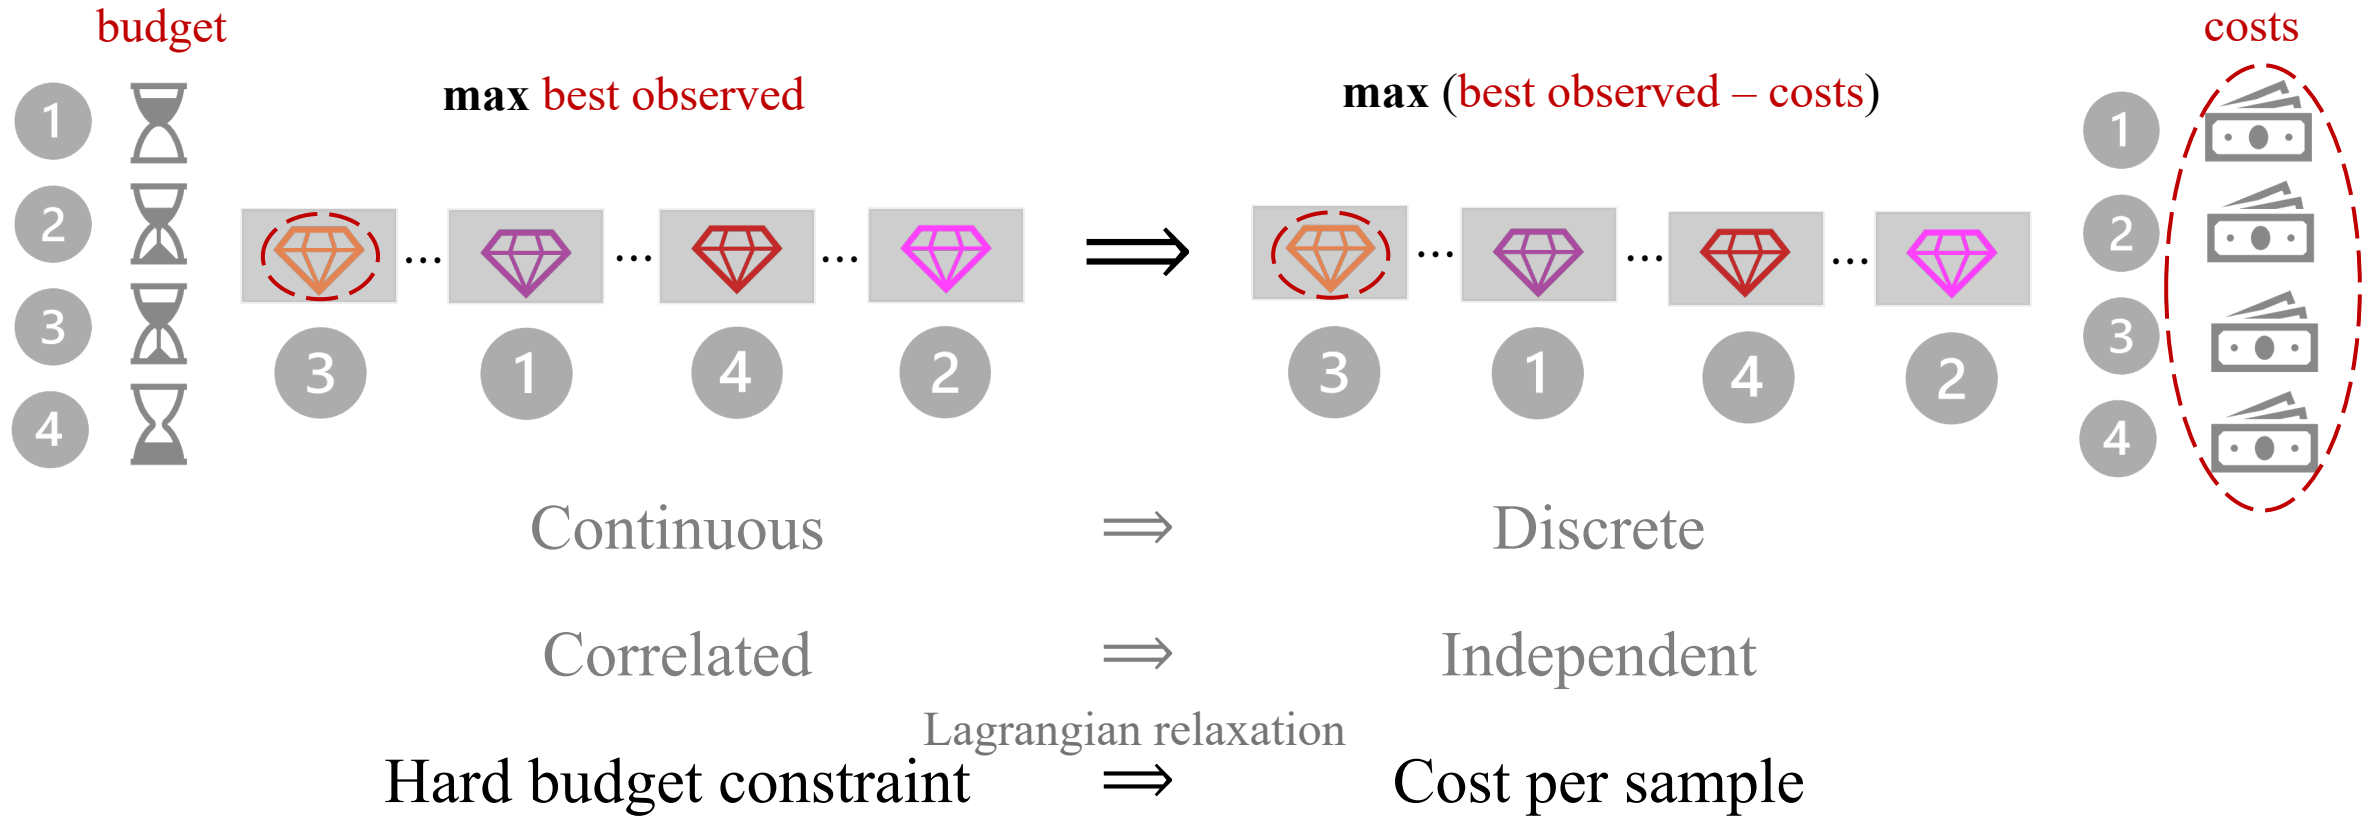 budget
costs
max best observed
max (best observed – costs)
1
2
3
4
... ... ...
3 1 4 2
⟹
... ... ...
3 1 4 2
1
2
3
4
Continuous ⟹ Discrete
Correlated ⟹ Independent
Lagrangian relaxation
Hard budget constraint ⟹ Cost per sample